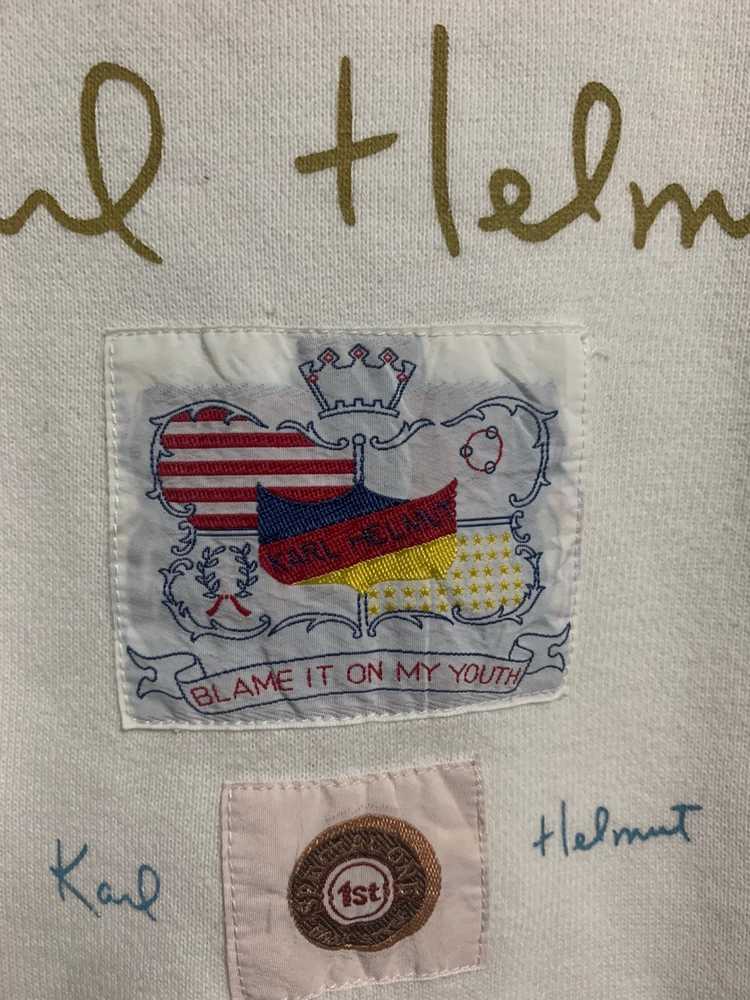 rl Helm
KARL HELMUT
BLAME IT ON MY YOUTH
Karl Helmut
1st